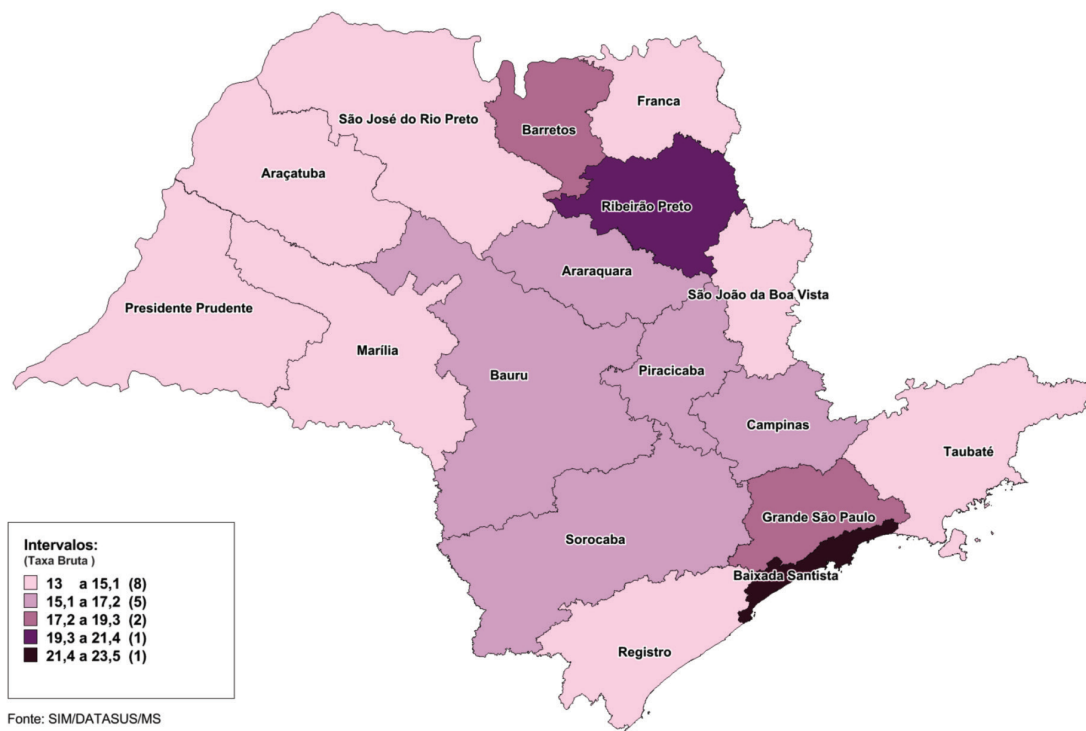 Franca
São José do Rio Preto
Barretos
Araçatuba
Ribeirão Preto
Araraquara
São João da Boa Vista
Presidente Prudente
Marília
Bauru
Piracicaba
Campinas
Taubaté
Grande São Paulo
Sorocaba
Baixada Santista
Registro
Intervalos:
(Taxa Bruta )
13 a 15,1 (8)
15,1 a 17,2 (5)
17,2 a 19,3 (2)
19,3 a 21,4 (1)
21,4 a 23,5 (1)
Fonte: SIM/DATASUS/MS